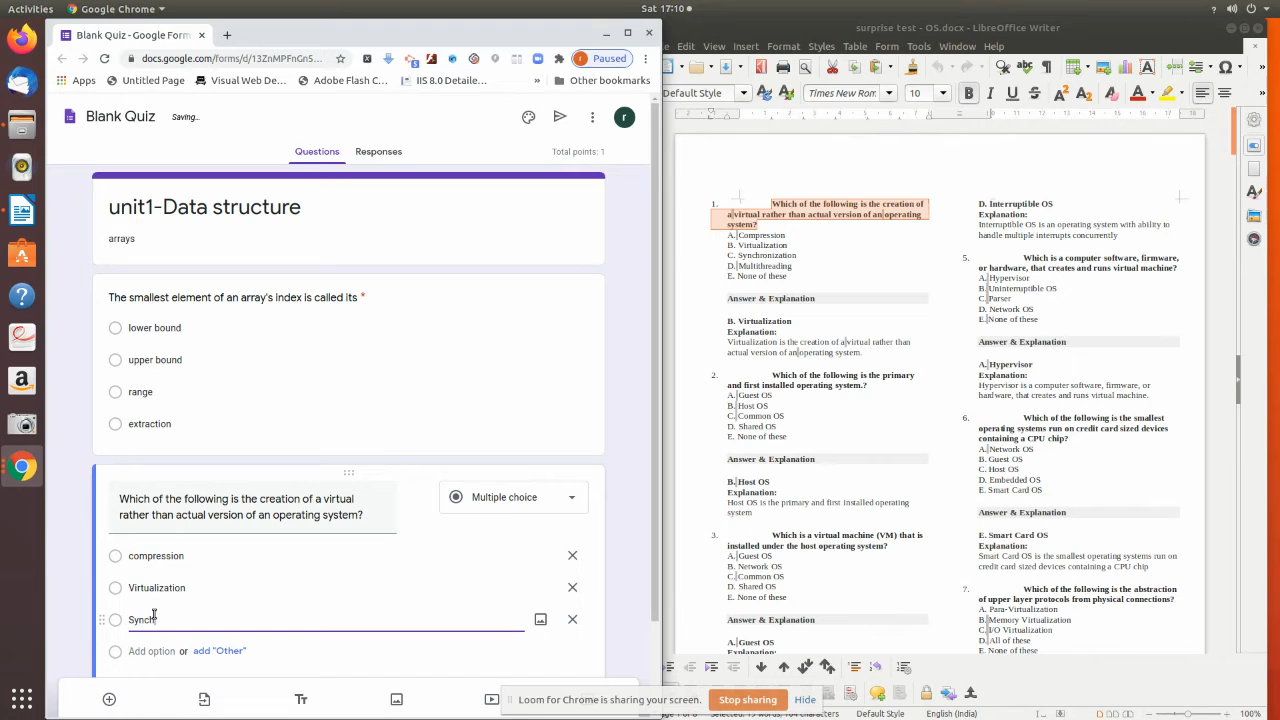 Activities
Google Chrome
Sat 17:10
Blank Quiz - Google Form
docs.google.com/forms/d/13ZnMPFnGn5...
Paused
Apps
Untitled Page
Visual Web De...
Adobe Flash C...
IIS 8.0 Detaile...
»
Other bookmarks
Blank Quiz
Saving...
r
Questions
Responses
Total points: 1
unit1-Data structure
arrays
The smallest element of an array's index is called its *
lower bound
upper bound
range
extraction
Which of the following is the creation of a virtual
rather than actual version of an operating system?
Multiple choice
compression
Virtualization
Synch
Add option or add "Other"
Loom for Chrome is sharing your screen.
Stop sharing
Hide
surprise test - OS.docx - LibreOffice Writer
Edit View Insert Format Styles Table Form Tools Window Help
Default Style
Times New Rom
10
1. Which of the following is the creation of
a virtual rather than actual version of an operating
system?
A. Compression
B. Virtualization
C. Synchronization
D. Multithreading
E. None of these
Answer & Explanation
B. Virtualization
Explanation:
Virtualization is the creation of a virtual rather than
actual version of an operating system.
2. Which of the following is the primary
and first installed operating system.?
A. Guest OS
B. Host OS
C. Common OS
D. Shared OS
E. None of these
Answer & Explanation
B. Host OS
Explanation:
Host OS is the primary and first installed operating
system
3. Which is a virtual machine (VM) that is
installed under the host operating system?
A. Guest OS
B. Network OS
C. Common OS
D. Shared OS
E. None of these
Answer & Explanation
A. Guest OS
Explanation:
D. Interruptible OS
Explanation:
Interruptible OS is an operating system with ability to
handle multiple interrupts concurrently
5. Which is a computer software, firmware,
or hardware, that creates and runs virtual machine?
A. Hypervisor
B. Uninterruptible OS
C. Parser
D. Network OS
E. None of these
Answer & Explanation
A. Hypervisor
Explanation:
Hypervisor is a computer software, firmware, or
hardware, that creates and runs virtual machine.
6. Which of the following is the smallest
operating systems run on credit card sized devices
containing a CPU chip?
A. Network OS
B. Guest OS
C. Host OS
D. Embedded OS
E. Smart Card OS
Answer & Explanation
E. Smart Card OS
Explanation:
Smart Card OS is the smallest operating systems run on
credit card sized devices containing a CPU chip
7. Which of the following is the abstraction
of upper layer protocols from physical connections?
A. Para-Virtualization
B. Memory Virtualization
C. I/O Virtualization
D. All of these
E. None of these
Default Style
English (India)
100%